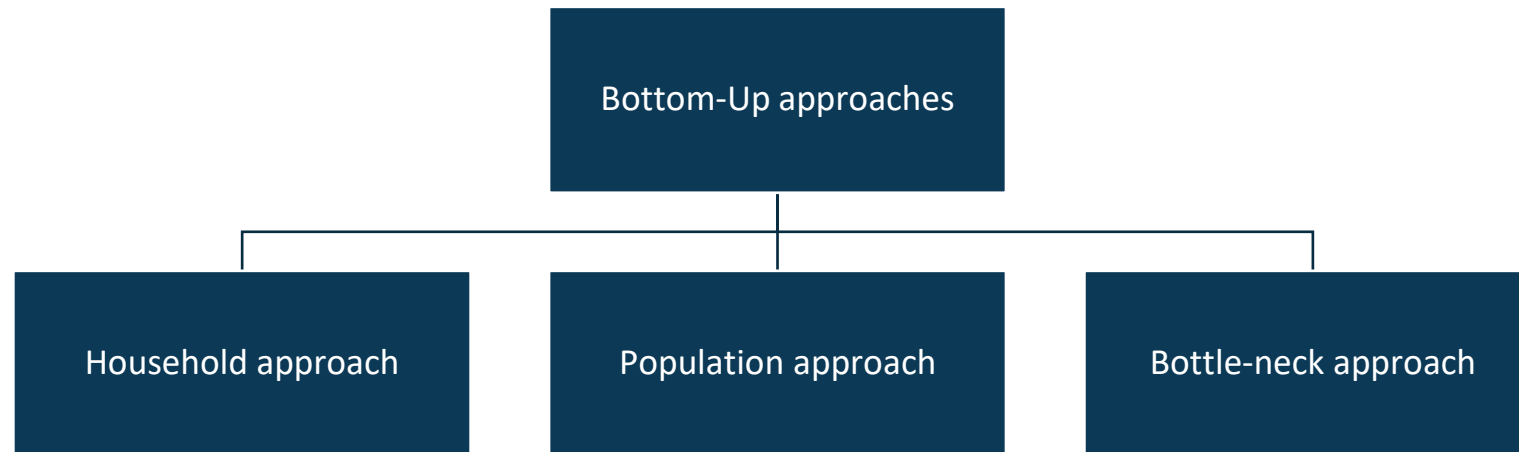 Bottom-Up approaches
Household approach
Population approach
Bottle-neck approach